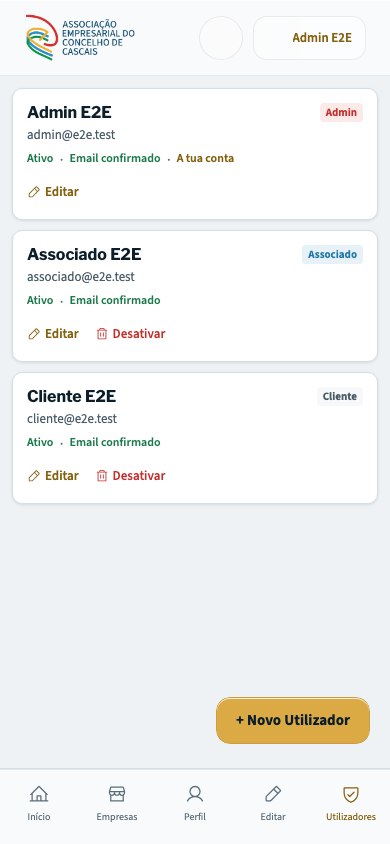 ASSOCIAÇÃO
EMPRESARIAL DO
CONCELHO DE
CASCAIS
Admin E2E
Admin E2E
Admin
admin@e2e.test
Ativo · Email confirmado · A tua conta
Editar
Associado E2E
Associado
associado@e2e.test
Ativo · Email confirmado
Editar
Desativar
Cliente E2E
Cliente
cliente@e2e.test
Ativo · Email confirmado
Editar
Desativar
+ Novo Utilizador
Início
Empresas
Perfil
Editar
Utilizadores